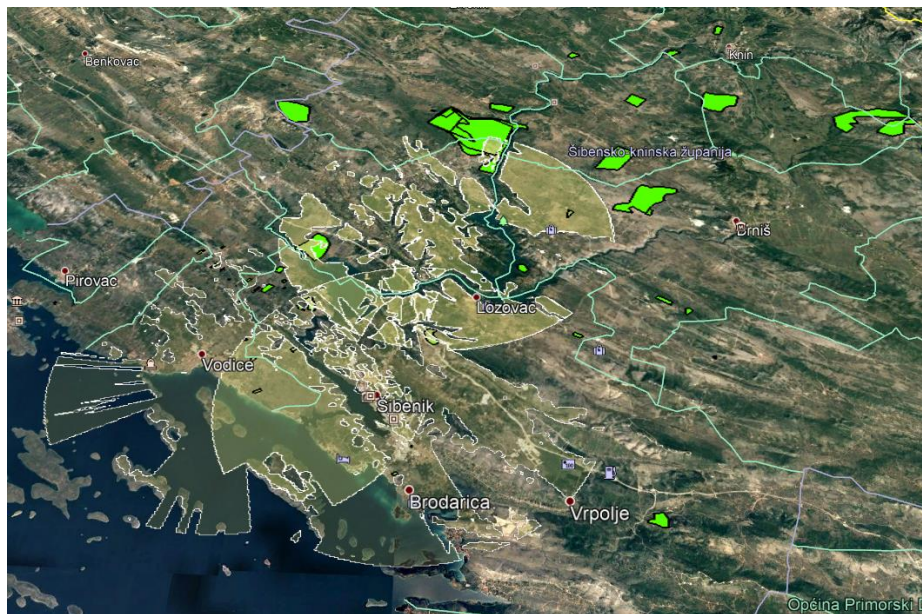 Benkovac
Knin
Šibensko-kninska županija
Drniš
Pirovac
Lozovac
Vodice
Šibenik
Brodarica
Vrpolje
Općina Primorski